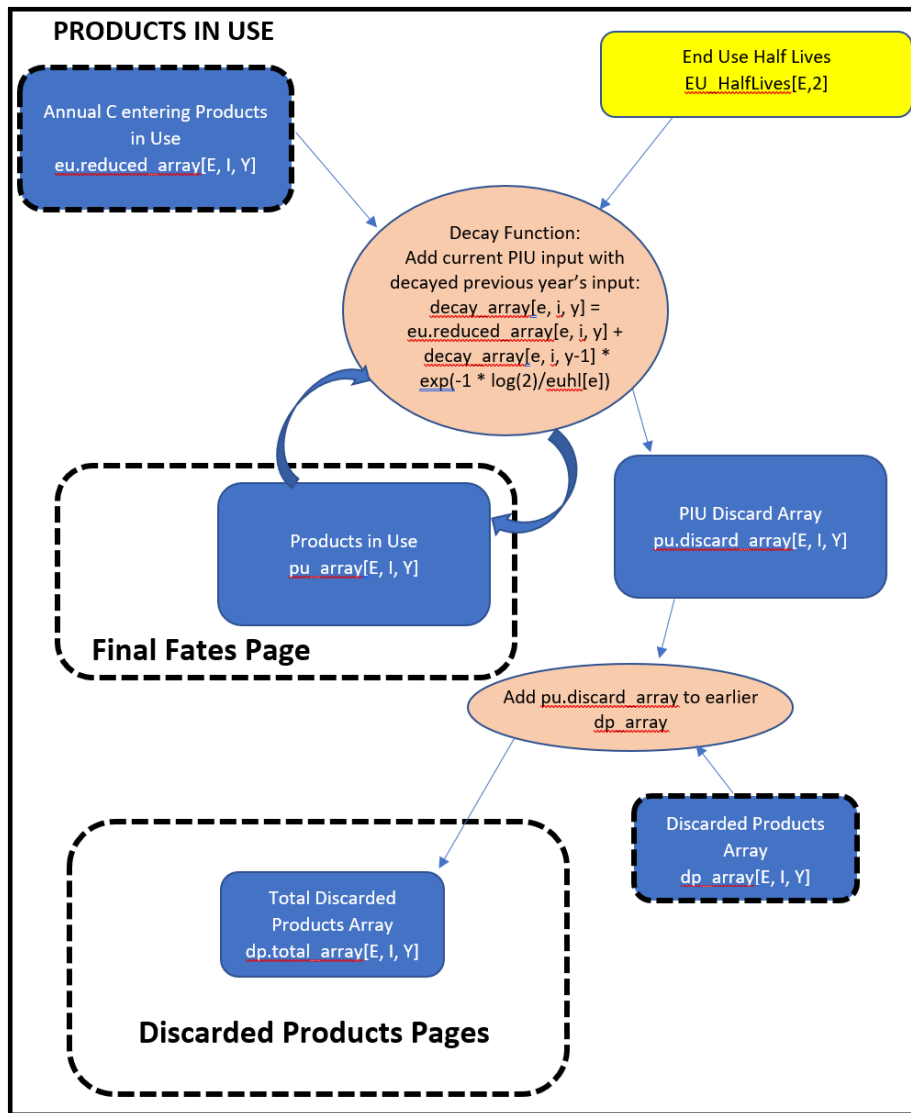 PRODUCTS IN USE
End Use Half Lives
EU_HalfLives[E,2]
Annual C entering Products
in Use
eu.reduced_array[E, I, Y]
Decay Function:
Add current PIU input with
decayed previous year's input:
decay_array[e, i, y] =
eu.reduced_array[e, i, y] +
decay_array[e, i, y-1] *
exp(-1 * log(2)/euhl[e])
Products in Use
pu_array[E, I, Y]
Final Fates Page
PIU Discard Array
pu.discard_array[E, I, Y]
Add pu.discard_array to earlier
dp_array
Discarded Products
Array
dp_array[E, I, Y]
Total Discarded
Products Array
dp.total_array[E, I, Y]
Discarded Products Pages